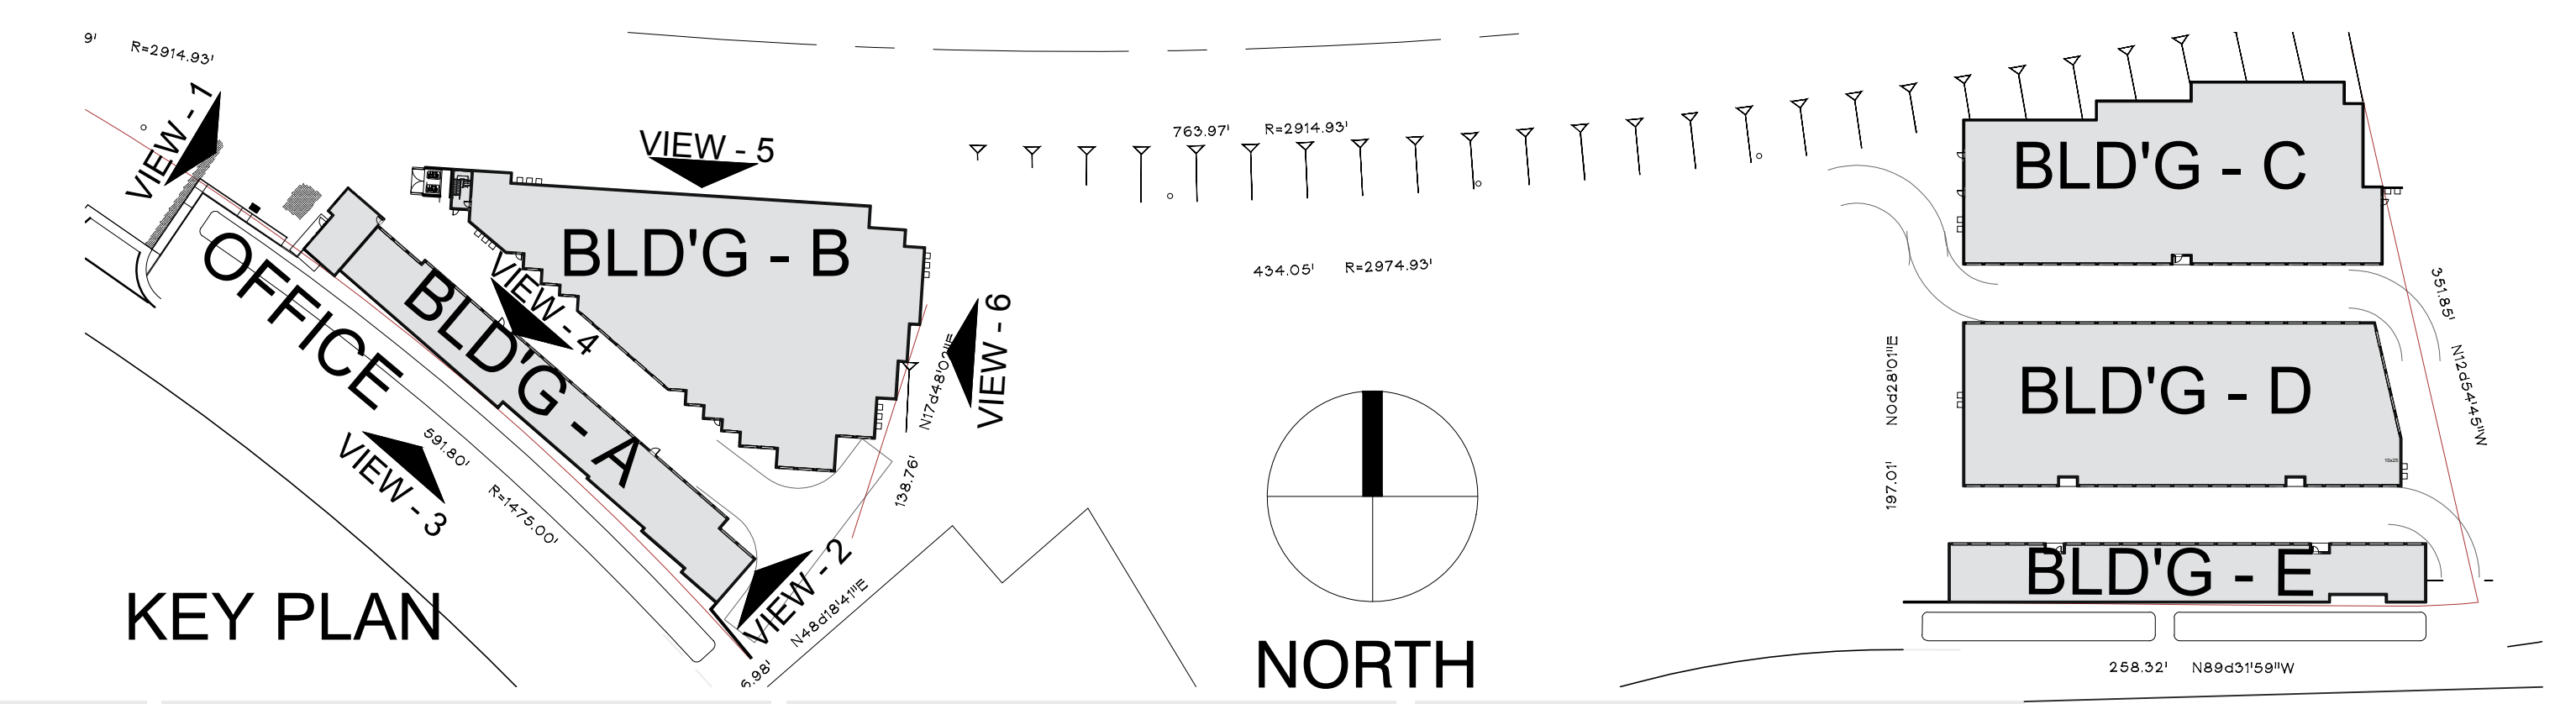 9'
R=2914.93'
VIEW - 1
VIEW - 5
763.97'
R=2914.93'
BLD'G - C
BLD'G - B
OFFICE
434.05'
R=2974.93'
351.85'
N12d54'45"W
VIEW - 4
BLD'G - A
VIEW - 6
N17d48'02"E
138.76'
N0d28'01"E
197.01'
BLD'G - D
VIEW - 3
591.80'
R=1475.00'
VIEW - 2
N48d18'41"E
6.98'
BLD'G - E
KEY PLAN
NORTH
258.32'
N89d31'59"W